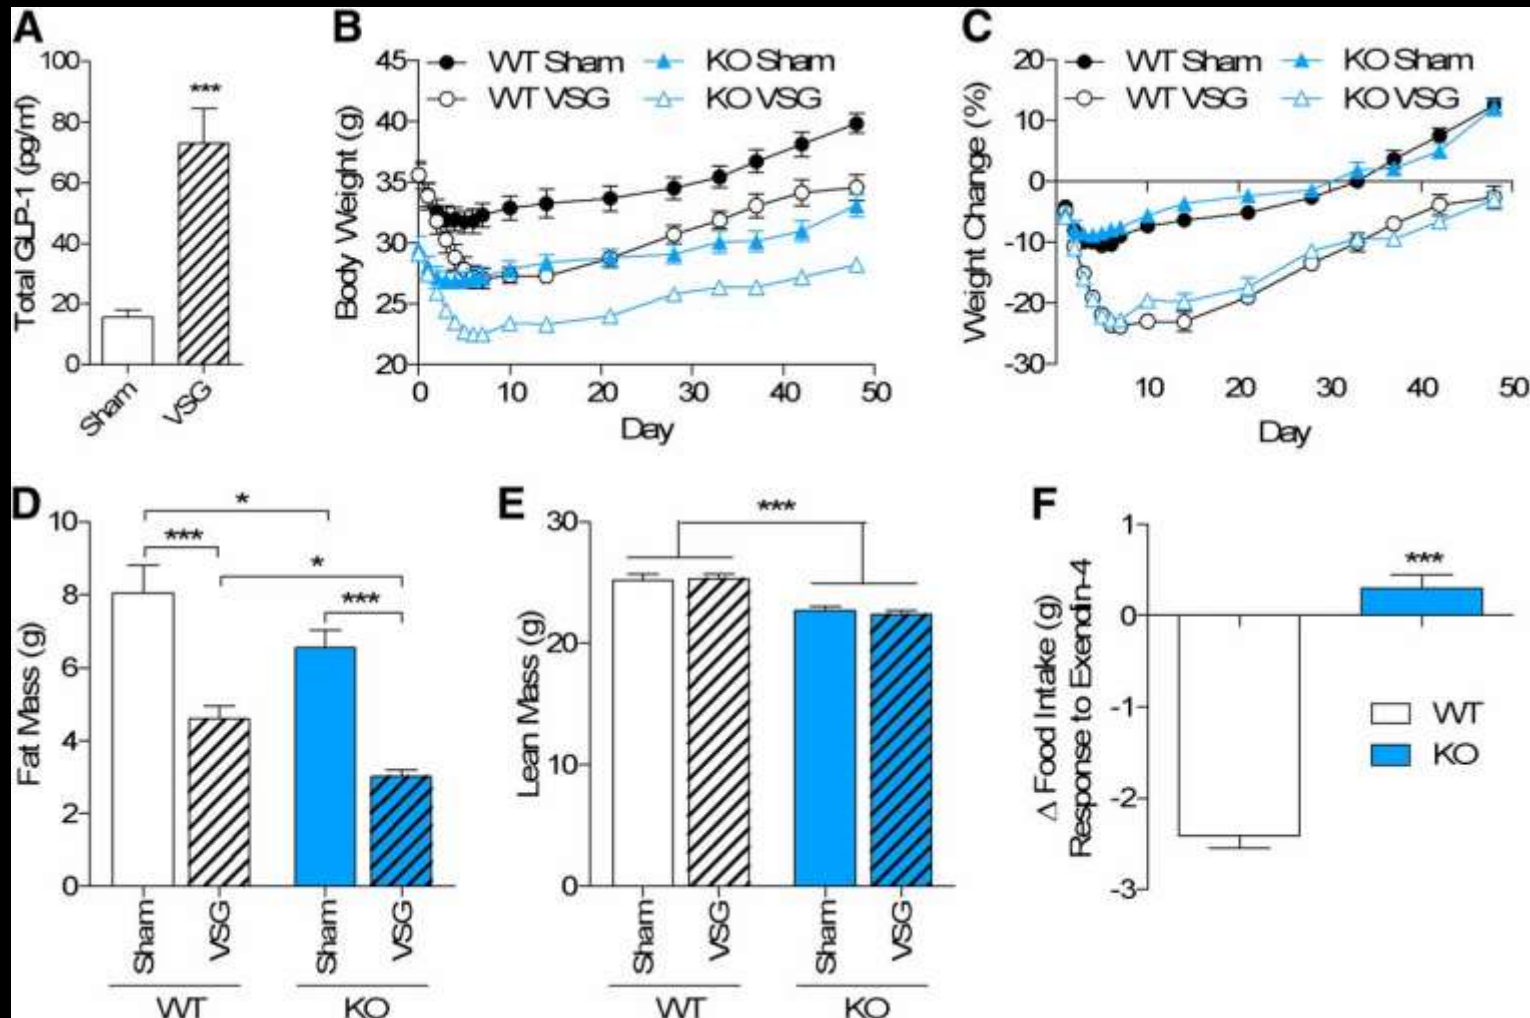 A
Total GLP-1 (pg/ml)
100
80
60
40
20
0
***
Sham
VSG
B
WT Sham
KO Sham
WT VSG
KO VSG
Body Weight (g)
45
40
35
30
25
20
0
10
20
30
40
50
Day
C
WT Sham
KO Sham
WT VSG
KO VSG
Weight Change (%)
20
10
0
-10
-20
-30
10
20
30
40
50
Day
D
Fat Mass (g)
10
8
6
4
2
0
*
***
*
***
Sham
VSG
Sham
VSG
WT
KO
E
Lean Mass (g)
30
20
10
0
***
Sham
VSG
Sham
VSG
WT
KO
F
Δ Food Intake (g)
Response to Exendin-4
1
0
-1
-2
-3
***
WT
KO